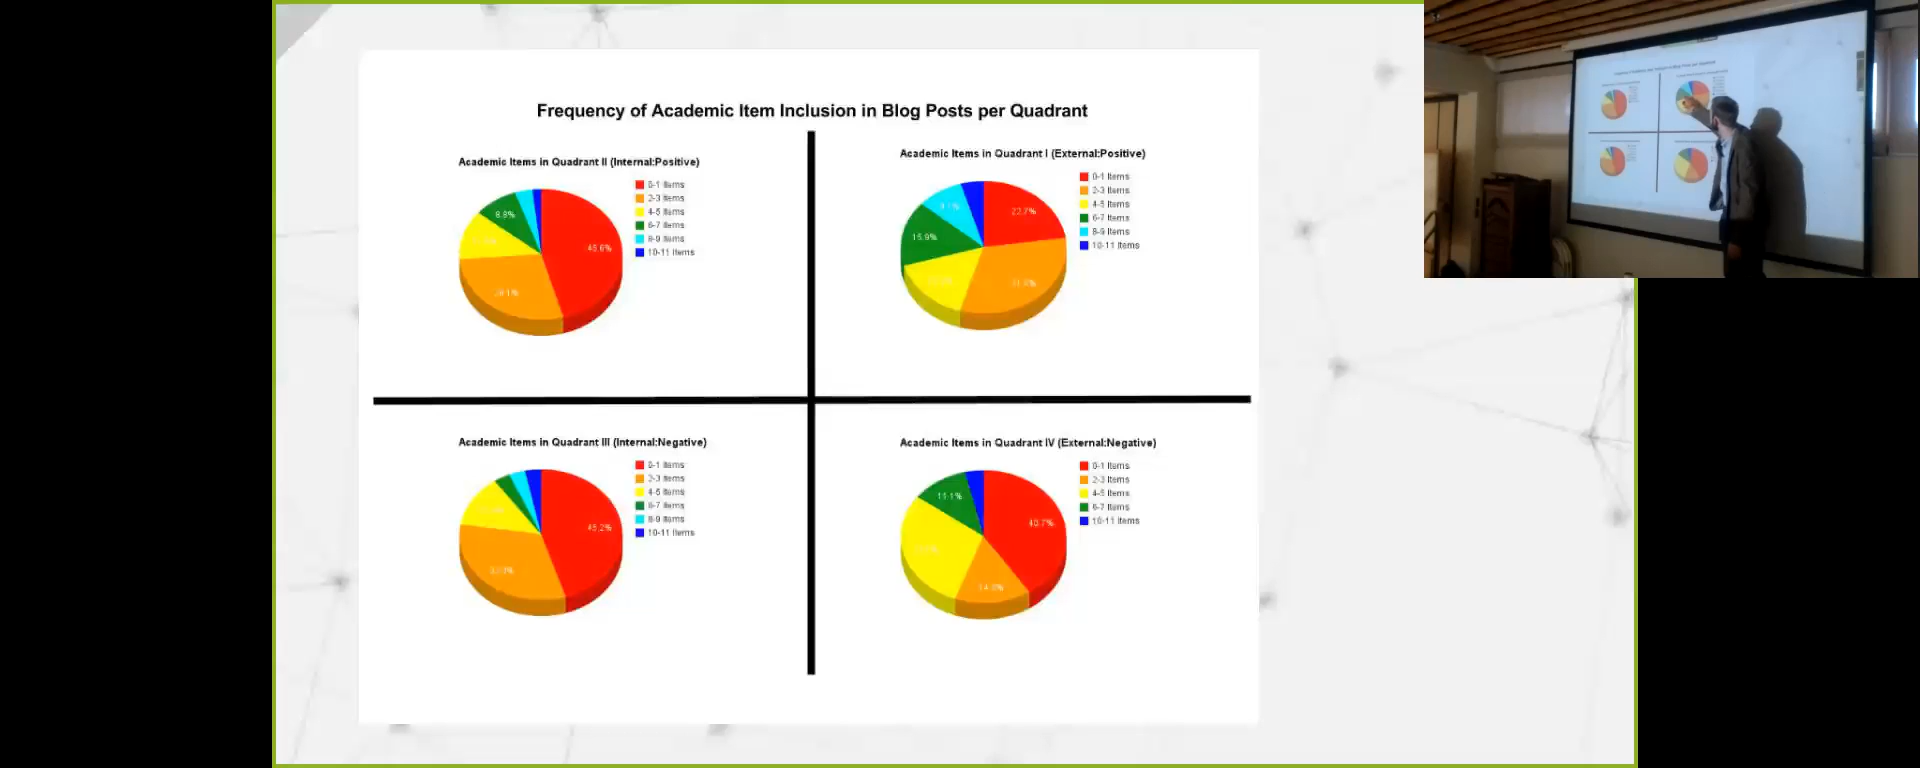 Frequency of Academic Item Inclusion in Blog Posts per Quadrant
Academic Items in Quadrant II (Internal:Positive)
0-1 Items
2-3 Items
4-5 Items
6-7 Items
8-9 Items
10-11 Items
8.8%
45.6%
Academic Items in Quadrant I (External:Positive)
0-1 Items
2-3 Items
4-5 Items
6-7 Items
8-9 Items
10-11 Items
22.7%
15.9%
Academic Items in Quadrant III (Internal:Negative)
0-1 Items
2-3 Items
4-5 Items
6-7 Items
8-9 Items
10-11 Items
45.2%
Academic Items in Quadrant IV (External:Negative)
0-1 Items
2-3 Items
4-5 Items
6-7 Items
10-11 Items
11.1%
40.7%
14.8%